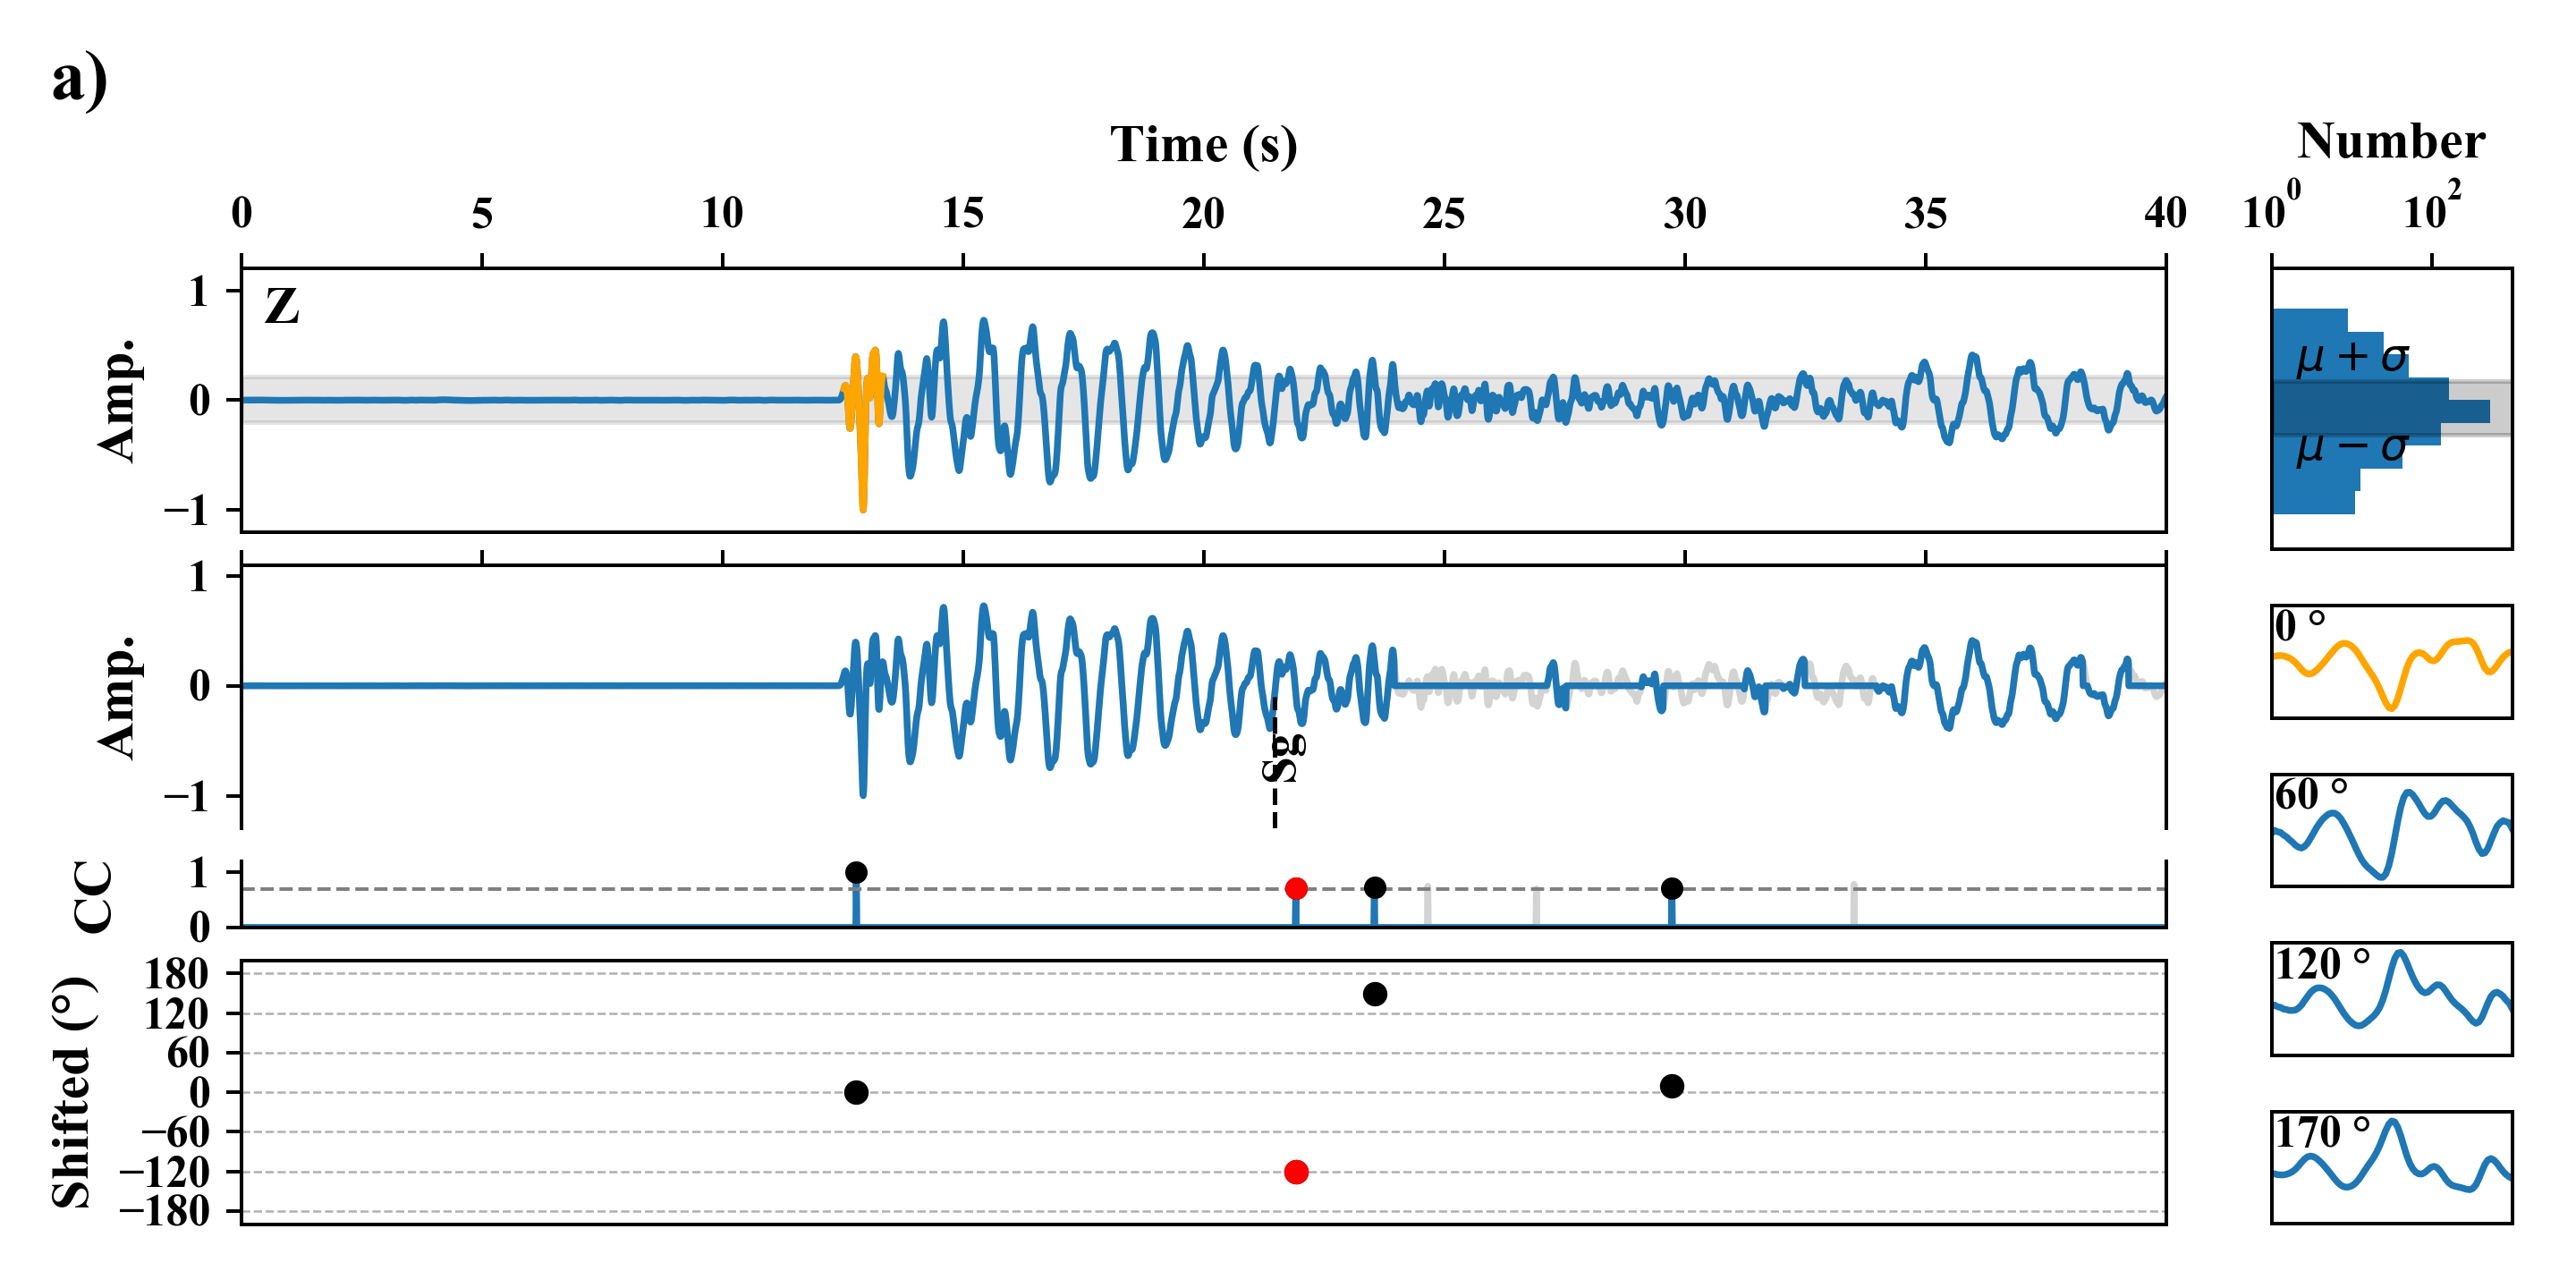 a)
Time (s)
Number
0 5 10 15 20 25 30 35 40
10^0 10^2
Z
Amp.
1
0
−1
μ + σ
μ − σ
Amp.
1
0
−1
Sg
0 °
60 °
CC
1
0
120 °
Shifted (°)
180
120
60
0
−60
−120
−180
170 °